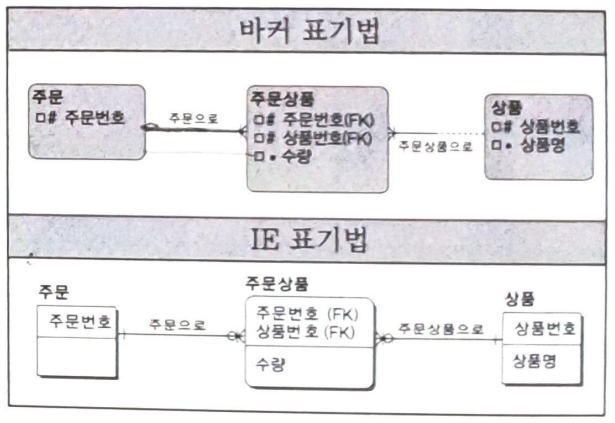 바커 표기법
주문
□# 주문번호
주문으로
주문상품
□# 주문번호(FK)
□# 상품번호(FK)
□• 수량
주문상품으로
상품
□# 상품번호
□• 상품명
IE 표기법
주문
주문번호
주문으로
주문상품
주문번호 (FK)
상품번호 (FK)
수량
주문상품으로
상품
상품번호
상품명